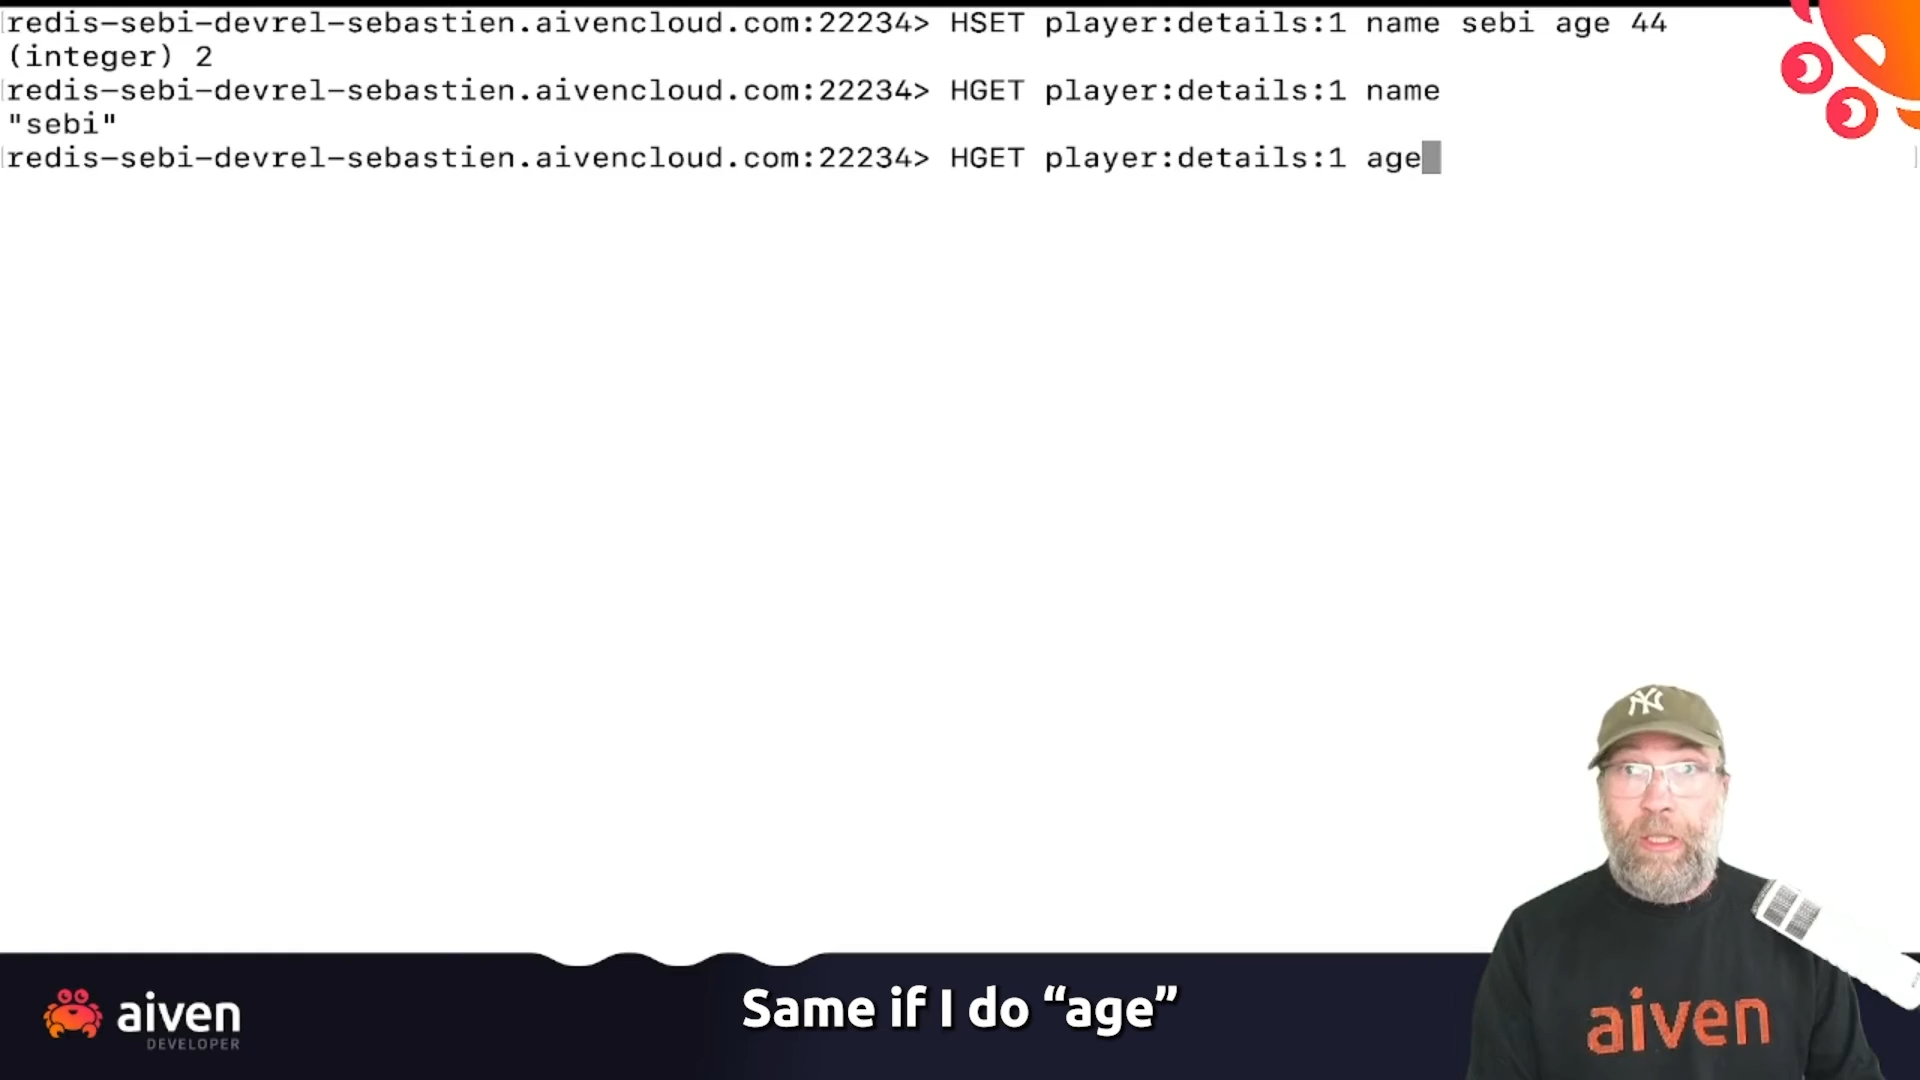 redis-sebi-devrel-sebastien.aivencloud.com:22234> HSET player:details:1 name sebi age 44
(integer) 2
redis-sebi-devrel-sebastien.aivencloud.com:22234> HGET player:details:1 name
"sebi"
redis-sebi-devrel-sebastien.aivencloud.com:22234> HGET player:details:1 age
NY
aiven
aiven
DEVELOPER
Same if I do “age”